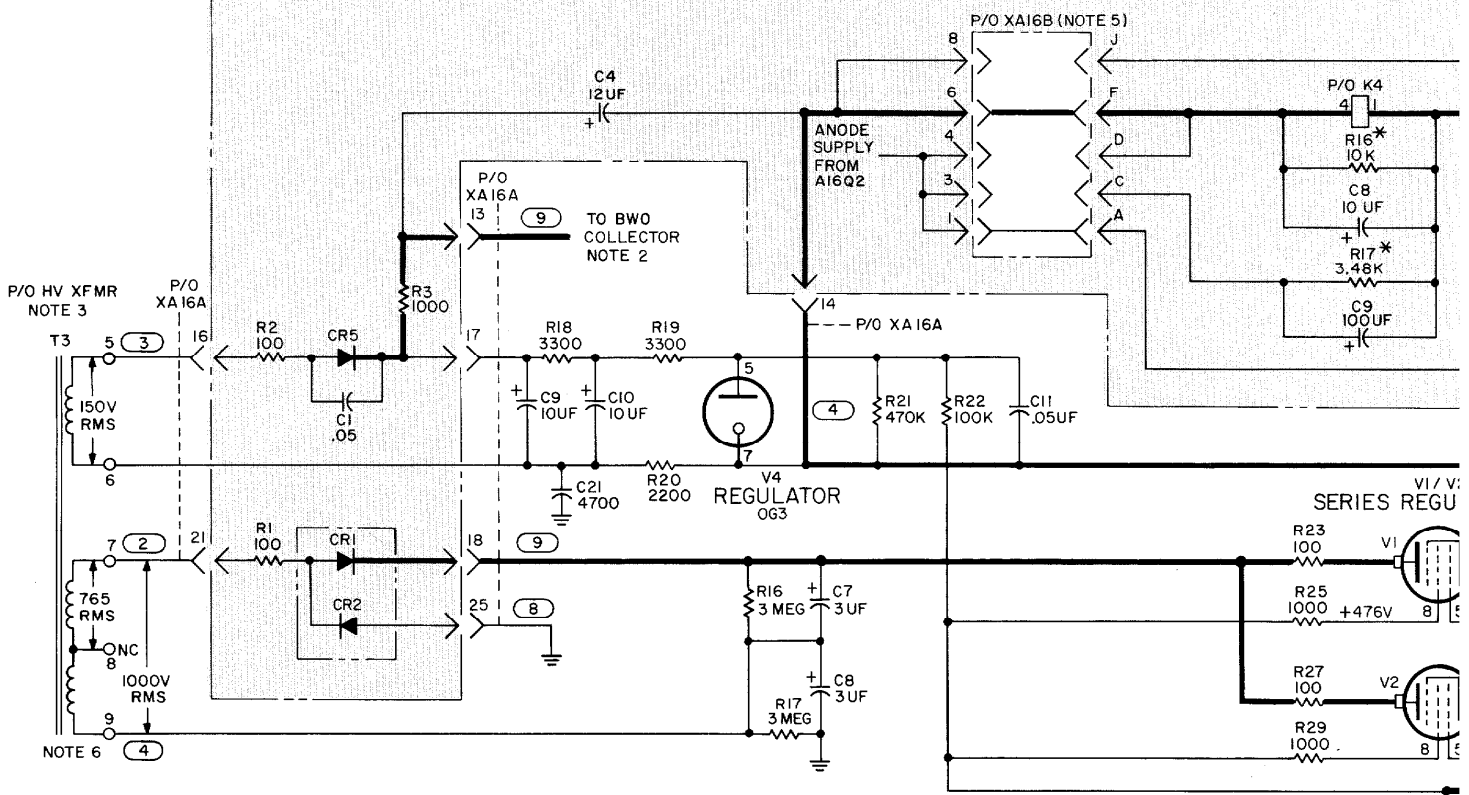 P/O XA16B (NOTE 5)
8
J
C4
12UF
+
6
F
P/O K4
4
1
ANODE
SUPPLY
FROM
A16Q2
4
D
R16*
10K
3
C
C8
10 UF
+
1
A
R17*
3.48K
C9
100UF
+
P/O
XA16A
13
9
TO BWO
COLLECTOR
NOTE 2
P/O HV XFMR
NOTE 3
T3
P/O
XA16A
R3
1000
14
P/O XA16A
5
3
16
R2
100
CR5
17
R18
3300
R19
3300
5
150V
RMS
C1
.05
+
C9
10UF
+
C10
10UF
4
R21
470K
R22
100K
C11
.05UF
6
7
C21
4700
R20
2200
V4
REGULATOR
OG3
V1/V2
SERIES REGU
7
2
21
R1
100
CR1
18
9
R23
100
V1
765
RMS
CR2
25
8
R16
3 MEG
+
C7
3UF
R25
1000
+476V
8
5
NC
8
1000V
RMS
+
C8
3UF
R27
100
V2
R17
3 MEG
9
4
NOTE 6
R29
1000
8
5